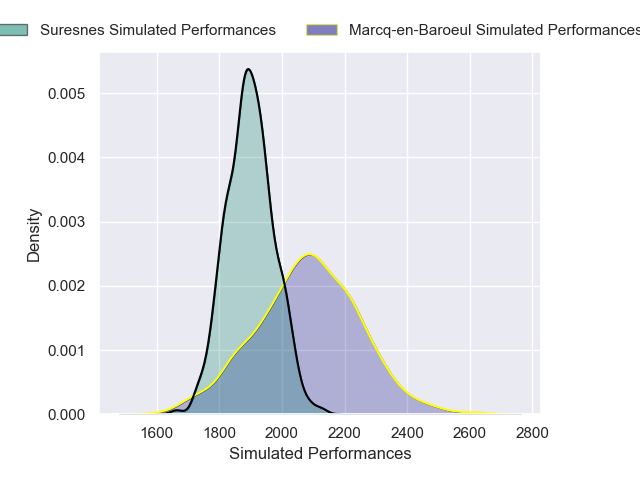 Suresnes Simulated Performances Marcq-en-Baroeul Simulated Performances
0.005
0.004
0.003
0.002
0.001
0.000
Density
1600 1800 2000 2200 2400 2600 2800
Simulated Performances